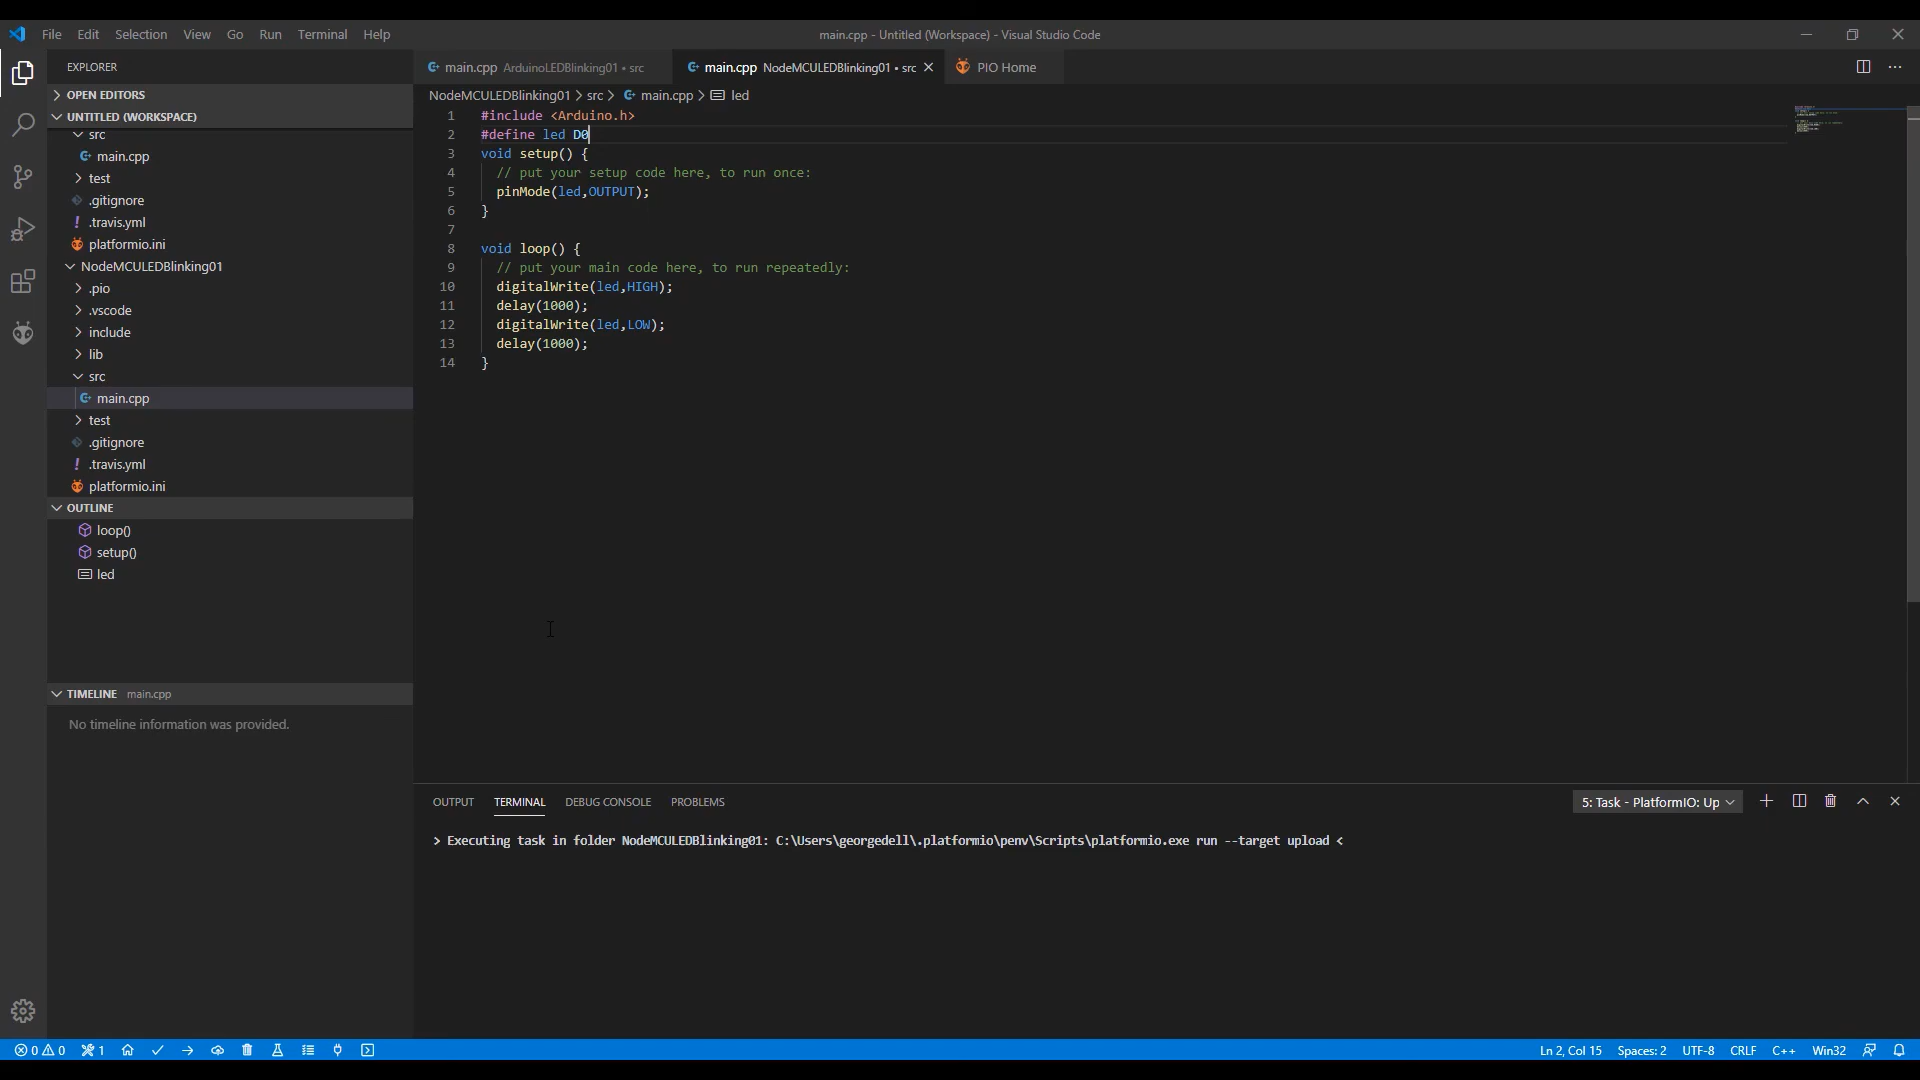 File Edit Selection View Go Run Terminal Help
main.cpp - Untitled (Workspace) - Visual Studio Code
EXPLORER
OPEN EDITORS
UNTITLED (WORKSPACE)
src
main.cpp
test
.gitignore
! .travis.yml
platformio.ini
NodeMCULEDBlinking01
.pio
.vscode
include
lib
src
main.cpp
test
.gitignore
! .travis.yml
platformio.ini
OUTLINE
loop()
setup()
led
TIMELINE main.cpp
No timeline information was provided.
main.cpp ArduinoLEDBlinking01 • src
main.cpp NodeMCULEDBlinking01 • src
PIO Home
NodeMCULEDBlinking01 > src > main.cpp > led
1 #include <Arduino.h>
2 #define led D0
3 void setup() {
4 // put your setup code here, to run once:
5 pinMode(led,OUTPUT);
6 }
7
8 void loop() {
9 // put your main code here, to run repeatedly:
10 digitalWrite(led,HIGH);
11 delay(1000);
12 digitalWrite(led,LOW);
13 delay(1000);
14 }
OUTPUT TERMINAL DEBUG CONSOLE PROBLEMS
5: Task - PlatformIO: Up
> Executing task in folder NodeMCULEDBlinking01: C:\Users\georgedell\.platformio\penv\Scripts\platformio.exe run --target upload <
0 0 1
Ln 2, Col 15 Spaces: 2 UTF-8 CRLF C++ Win32